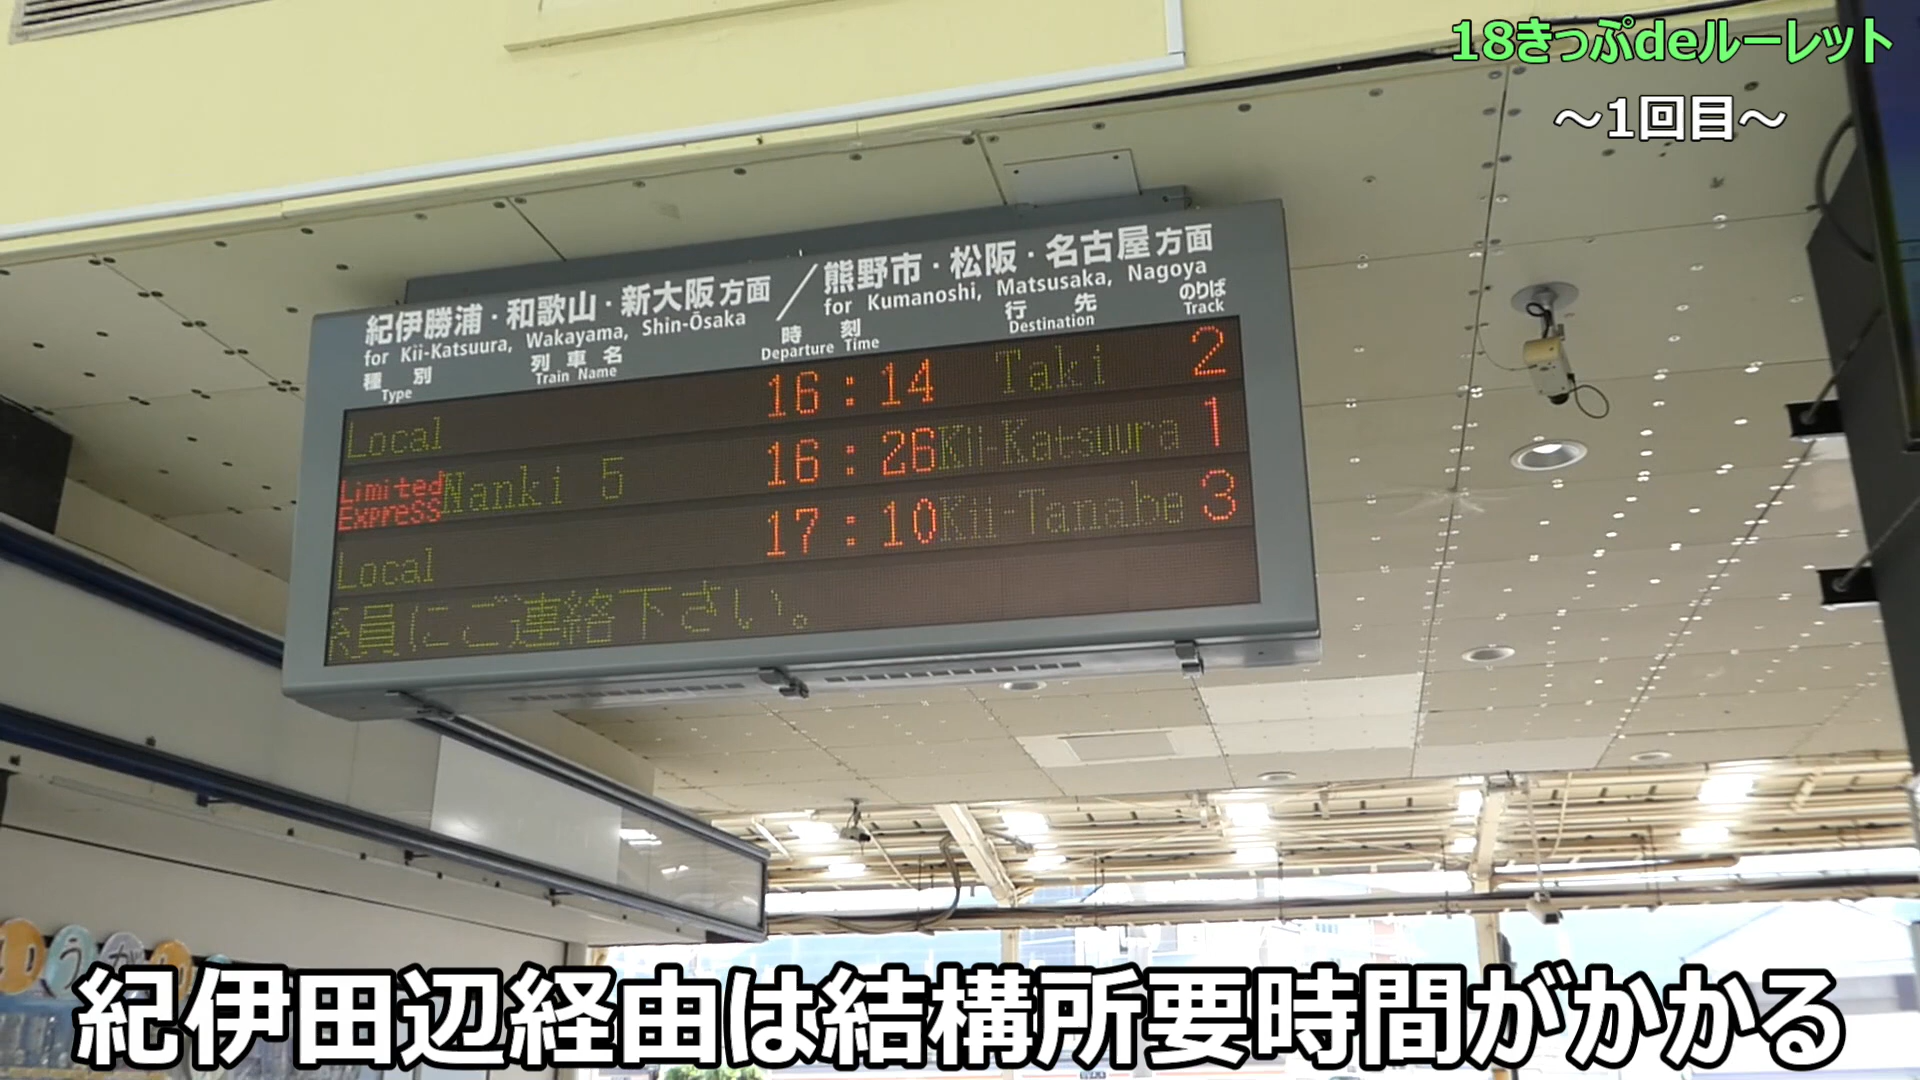 18きっぷdeルーレット
～1回目～
紀伊勝浦・和歌山・新大阪方面／熊野市・松阪・名古屋方面
for Kii-Katsuura, Wakayama, Shin-Ōsaka for Kumanoshi, Matsusaka, Nagoya
種別 列車名 時刻 行先 のりば
Type Train Name Departure Time Destination Track
Local 16:14 Taki 2
Limited Express Nanki 5 16:26 Kii-Katsuura 1
Local 17:10 Kii-Tanabe 3
員にご連絡下さい。
紀伊田辺経由は結構所要時間がかかる